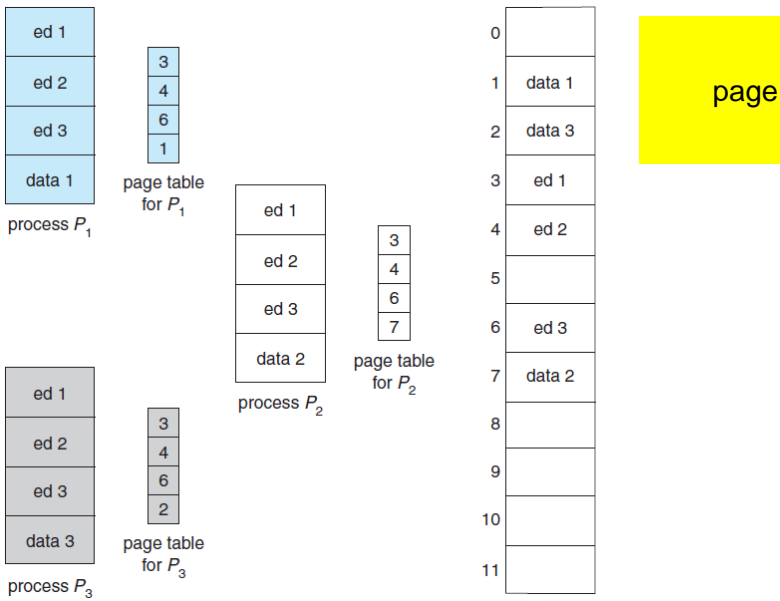 ed 1
ed 2
ed 3
data 1
process P1
3
4
6
1
page table
for P1
ed 1
ed 2
ed 3
data 2
process P2
3
4
6
7
page table
for P2
ed 1
ed 2
ed 3
data 3
process P3
3
4
6
2
page table
for P3
0
1 data 1
2 data 3
3 ed 1
4 ed 2
5
6 ed 3
7 data 2
8
9
10
11
page